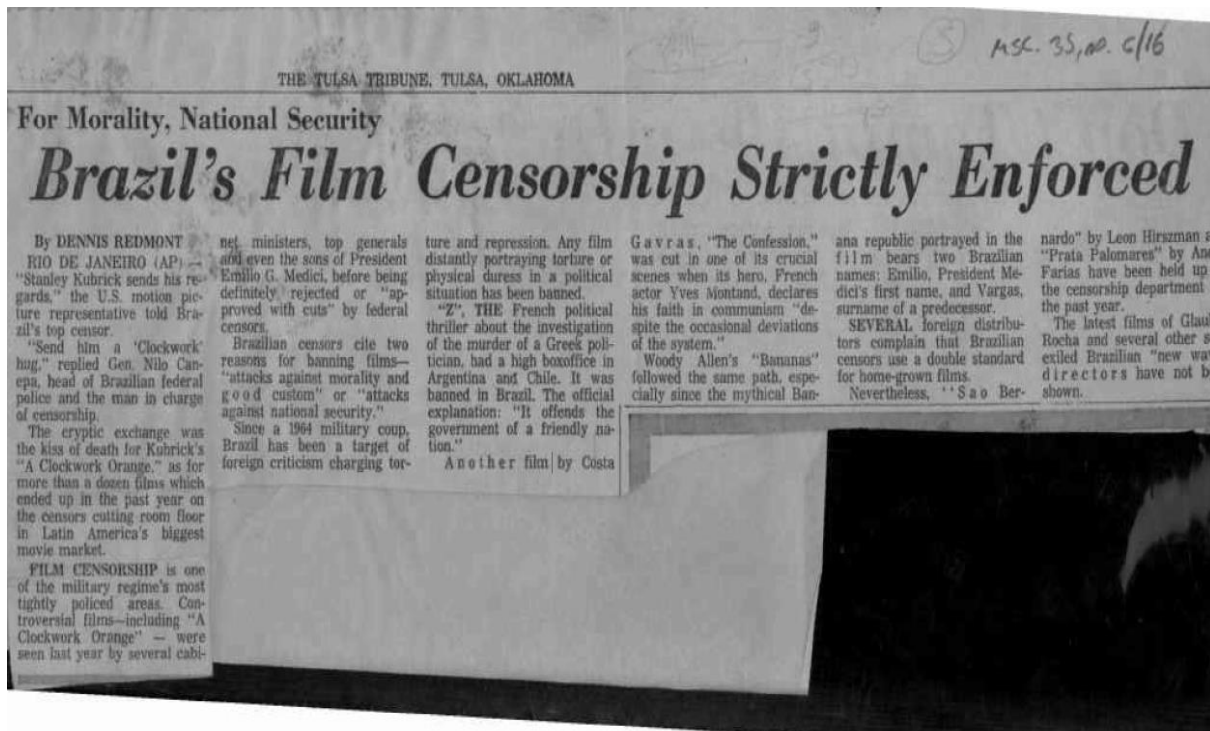 MSC. 35, no. 6/16
THE TULSA TRIBUNE, TULSA, OKLAHOMA
For Morality, National Security
Brazil's Film Censorship Strictly Enforced
By DENNIS REDMONT
RIO DE JANEIRO (AP) —
"Stanley Kubrick sends his re-
gards," the U.S. motion pic-
ture representative told Bra-
zil's top censor.
"Send him a 'Clockwork'
hug," replied Gen. Nilo Can-
epa, head of Brazilian federal
police and the man in charge
of censorship.
The cryptic exchange was
the kiss of death for Kubrick's
"A Clockwork Orange," as for
more than a dozen films which
ended up in the past year on
the censors cutting room floor
in Latin America's biggest
movie market.
FILM CENSORSHIP is one
of the military regime's most
tightly policed areas. Con-
troversial films—including "A
Clockwork Orange" — were
seen last year by several cabi-
net ministers, top generals
and even the sons of President
Emilio G. Medici, before being
definitely rejected or "ap-
proved with cuts" by federal
censors.
Brazilian censors cite two
reasons for banning films—
"attacks against morality and
good custom" or "attacks
against national security."
Since a 1964 military coup,
Brazil has been a target of
foreign criticism charging tor-
ture and repression. Any film
distantly portraying torture or
physical duress in a political
situation has been banned.
"Z", THE French political
thriller about the investigation
of the murder of a Greek poli-
tician, had a high boxoffice in
Argentina and Chile. It was
banned in Brazil. The official
explanation: "It offends the
government of a friendly na-
tion."
Another film by Costa
Gavras, "The Confession,"
was cut in one of its crucial
scenes when its hero, French
actor Yves Montand, declares
his faith in communism "de-
spite the occasional deviations
of the system."
Woody Allen's "Bananas"
followed the same path, espe-
cially since the mythical Ban-
ana republic portrayed in the
film bears two Brazilian
names: Emilio, President Me-
dici's first name, and Vargas,
surname of a predecessor.
SEVERAL foreign distribu-
tors complain that Brazilian
censors use a double standard
for home-grown films.
Nevertheless, "Sao Ber-
nardo" by Leon Hirszman a
"Prata Palomares" by And
Farias have been held up
the censorship department
the past year.
The latest films of Glaub
Rocha and several other s
exiled Brazilian "new wav
directors have not be
shown.